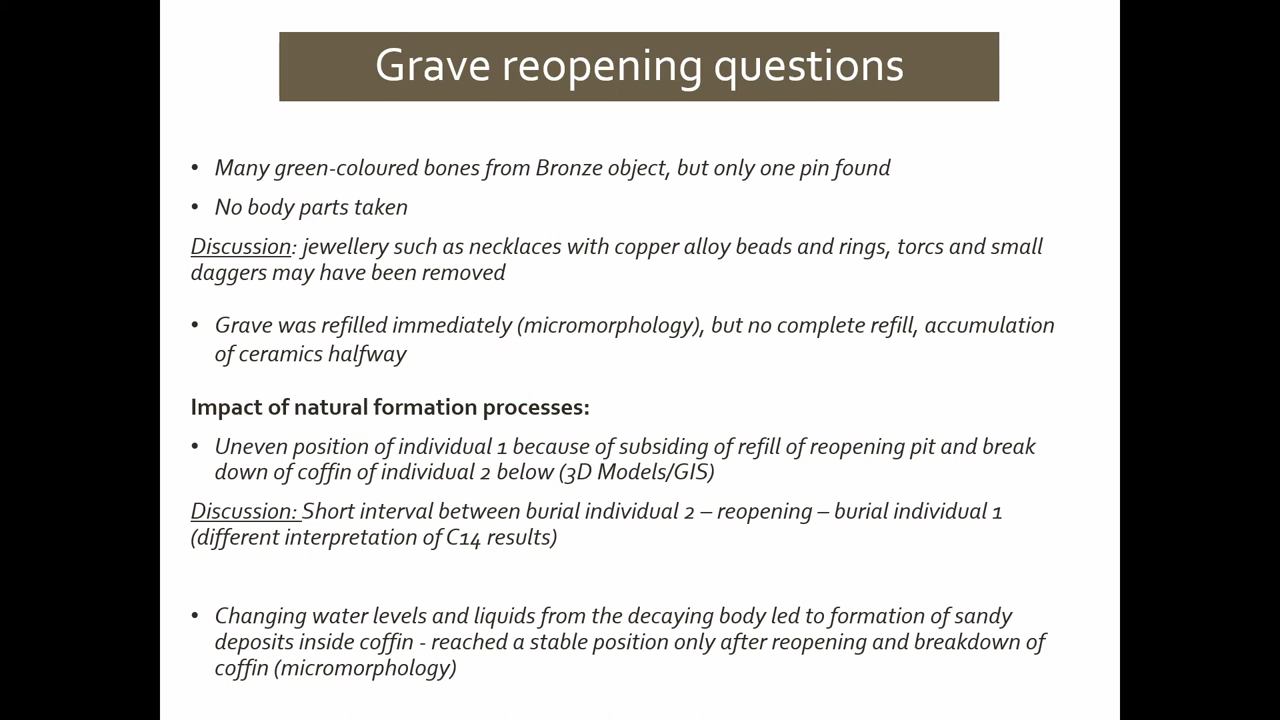 Grave reopening questions
• Many green-coloured bones from Bronze object, but only one pin found
• No body parts taken
Discussion: jewellery such as necklaces with copper alloy beads and rings, torcs and small
daggers may have been removed
• Grave was refilled immediately (micromorphology), but no complete refill, accumulation
of ceramics halfway
Impact of natural formation processes:
• Uneven position of individual 1 because of subsiding of refill of reopening pit and break
down of coffin of individual 2 below (3D Models/GIS)
Discussion: Short interval between burial individual 2 – reopening – burial individual 1
(different interpretation of C14 results)
• Changing water levels and liquids from the decaying body led to formation of sandy
deposits inside coffin - reached a stable position only after reopening and breakdown of
coffin (micromorphology)